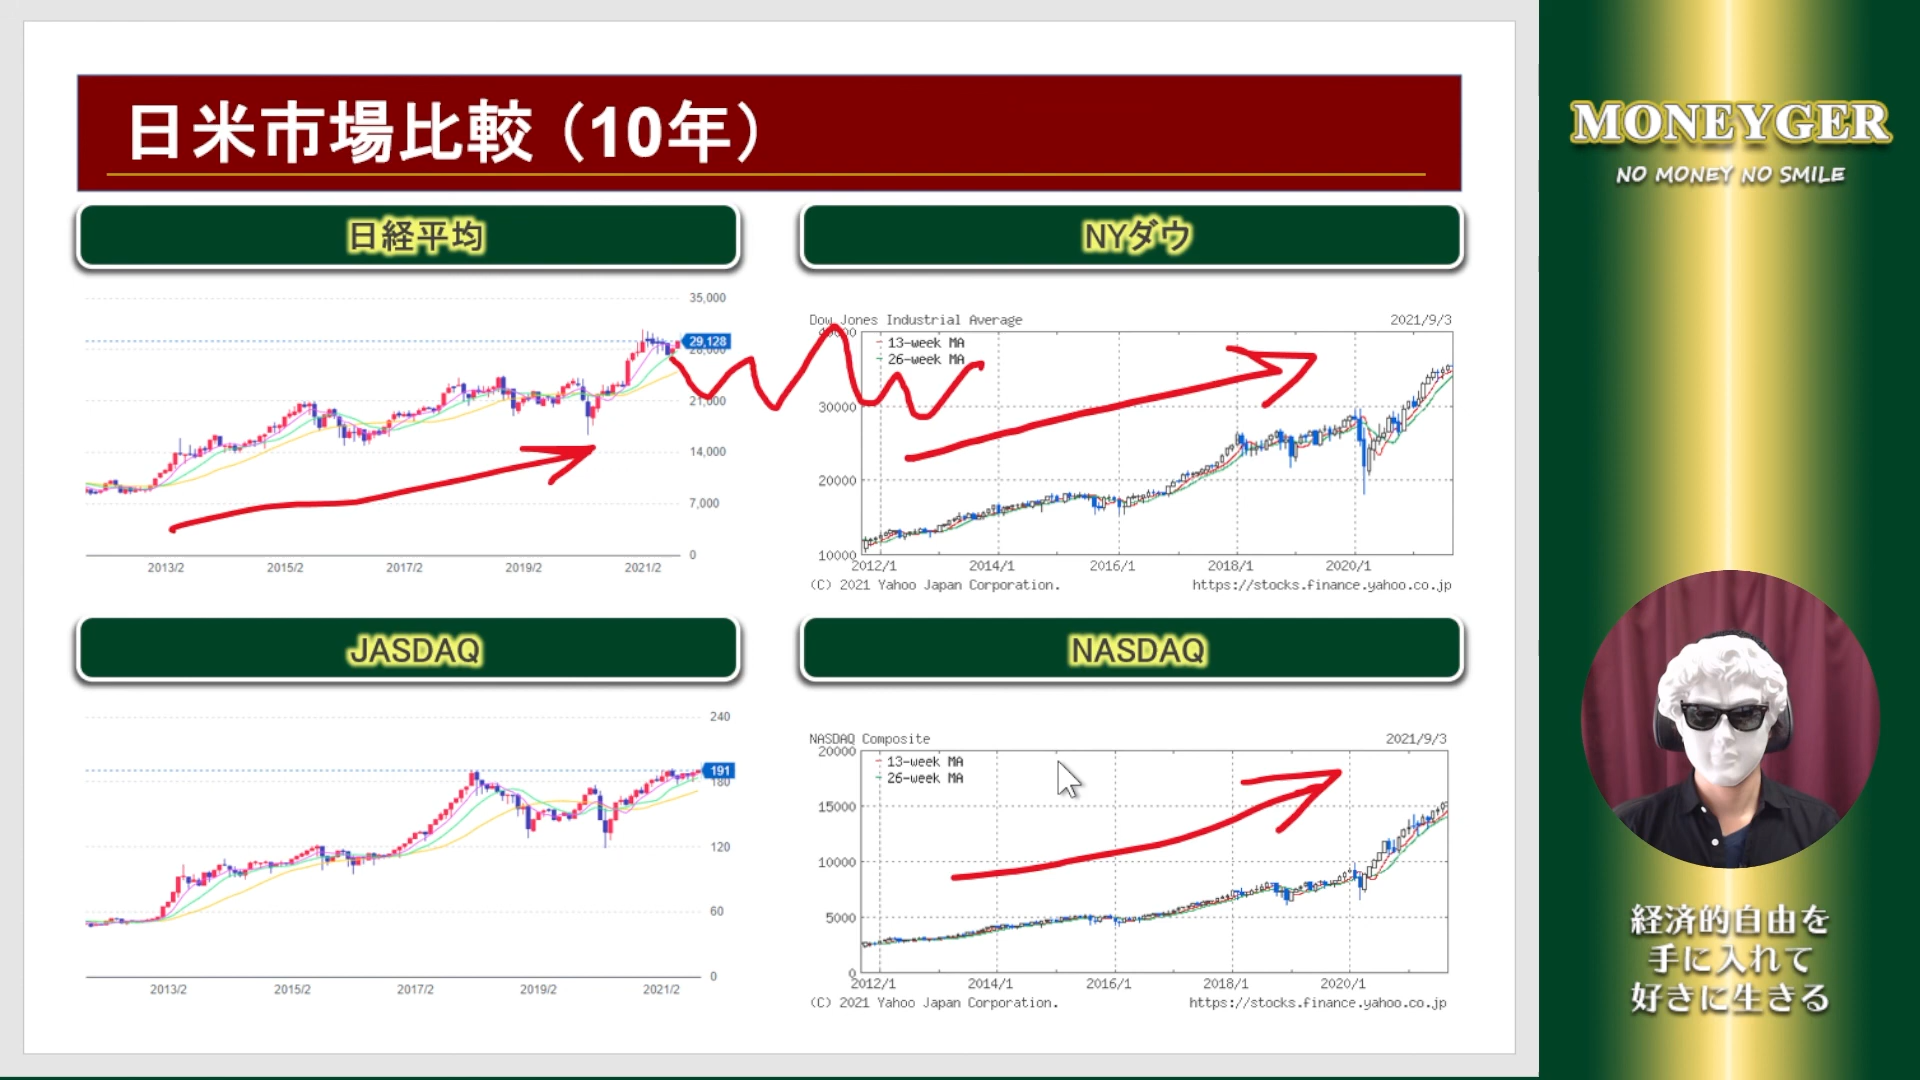 日米市場比較（10年）
日経平均
35,000
29,128
28,000
21,000
14,000
7,000
0
2013/2 2015/2 2017/2 2019/2 2021/2
NYダウ
Dow Jones Industrial Average 2021/9/3
40000
13-week MA
26-week MA
30000
20000
10000
2012/1 2014/1 2016/1 2018/1 2020/1
(C) 2021 Yahoo Japan Corporation. https://stocks.finance.yahoo.co.jp
JASDAQ
240
191
180
120
60
0
2013/2 2015/2 2017/2 2019/2 2021/2
NASDAQ
NASDAQ Composite 2021/9/3
20000
13-week MA
26-week MA
15000
10000
5000
0
2012/1 2014/1 2016/1 2018/1 2020/1
(C) 2021 Yahoo Japan Corporation. https://stocks.finance.yahoo.co.jp
MONEYGER
NO MONEY NO SMILE
経済的自由を
手に入れて
好きに生きる